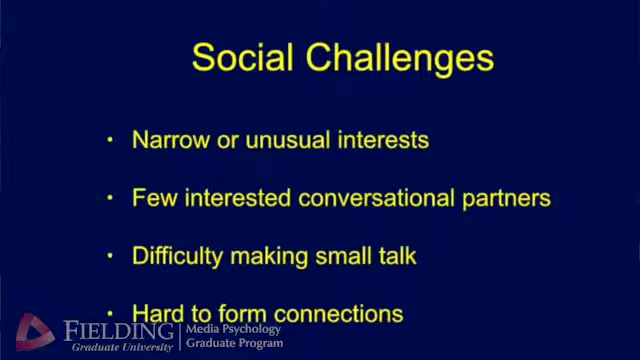 Social Challenges
• Narrow or unusual interests
• Few interested conversational partners
• Difficulty making small talk
• Hard to form connections
FIELDING
Graduate University
Media Psychology
Graduate Program